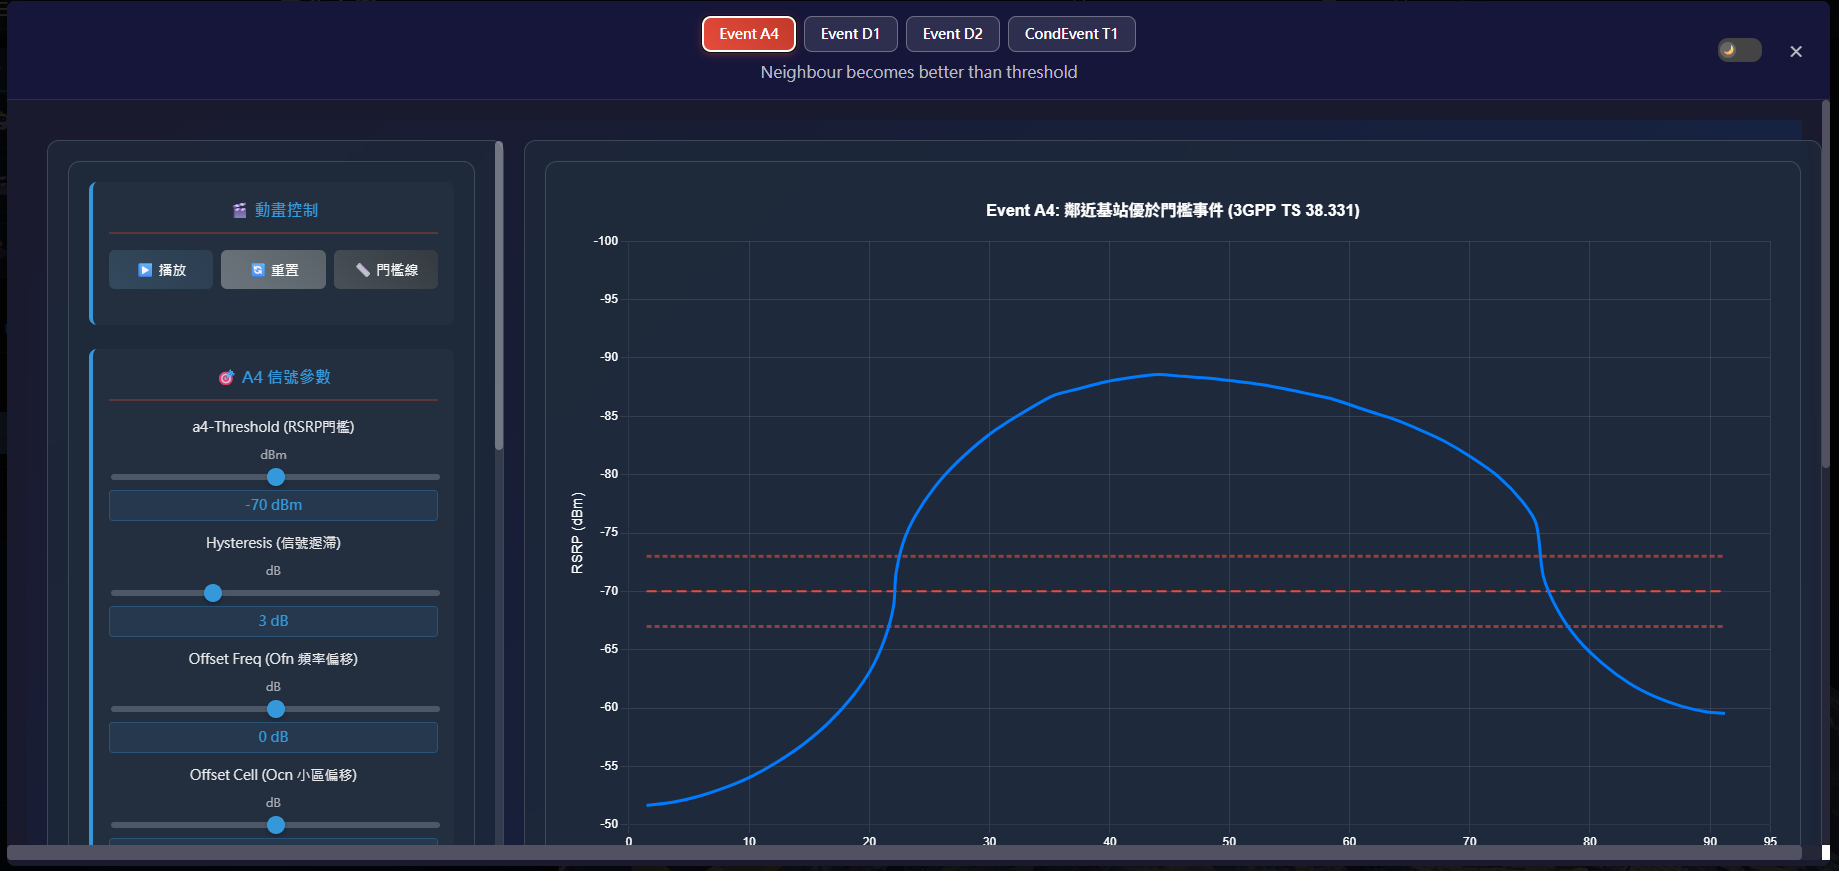 Event A4
Event D1
Event D2
CondEvent T1
Neighbour becomes better than threshold
動畫控制
播放
重置
門檻線
A4 信號參數
a4-Threshold (RSRP門檻)
dBm
-70 dBm
Hysteresis (信號遲滯)
dB
3 dB
Offset Freq (Ofn 頻率偏移)
dB
0 dB
Offset Cell (Ocn 小區偏移)
dB
Event A4: 鄰近基站優於門檻事件 (3GPP TS 38.331)
RSRP (dBm)
-100
-95
-90
-85
-80
-75
-70
-65
-60
-55
-50
0 10 20 30 40 50 60 70 80 90 95